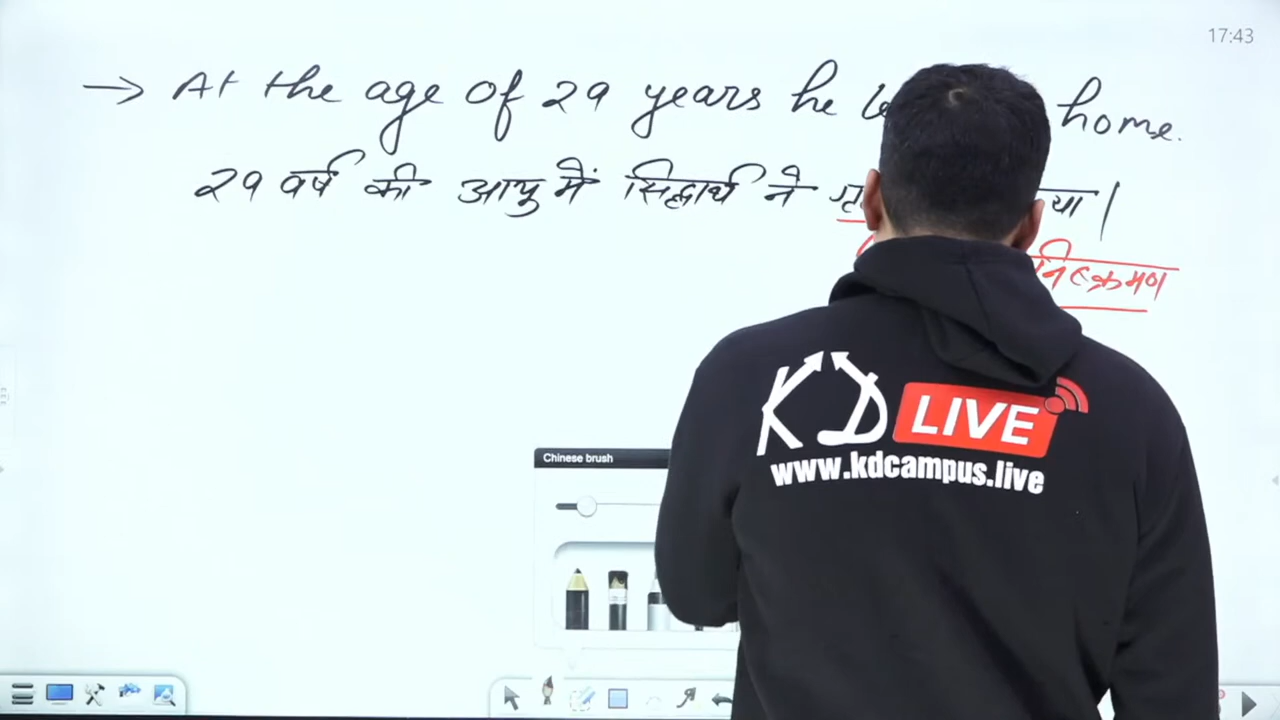 17:43
→ At the age of 29 years he home.
29 वर्ष की आयु में सिद्धार्थ ने
निष्क्रमण
KD LIVE
www.kdcampus.live
Chinese brush